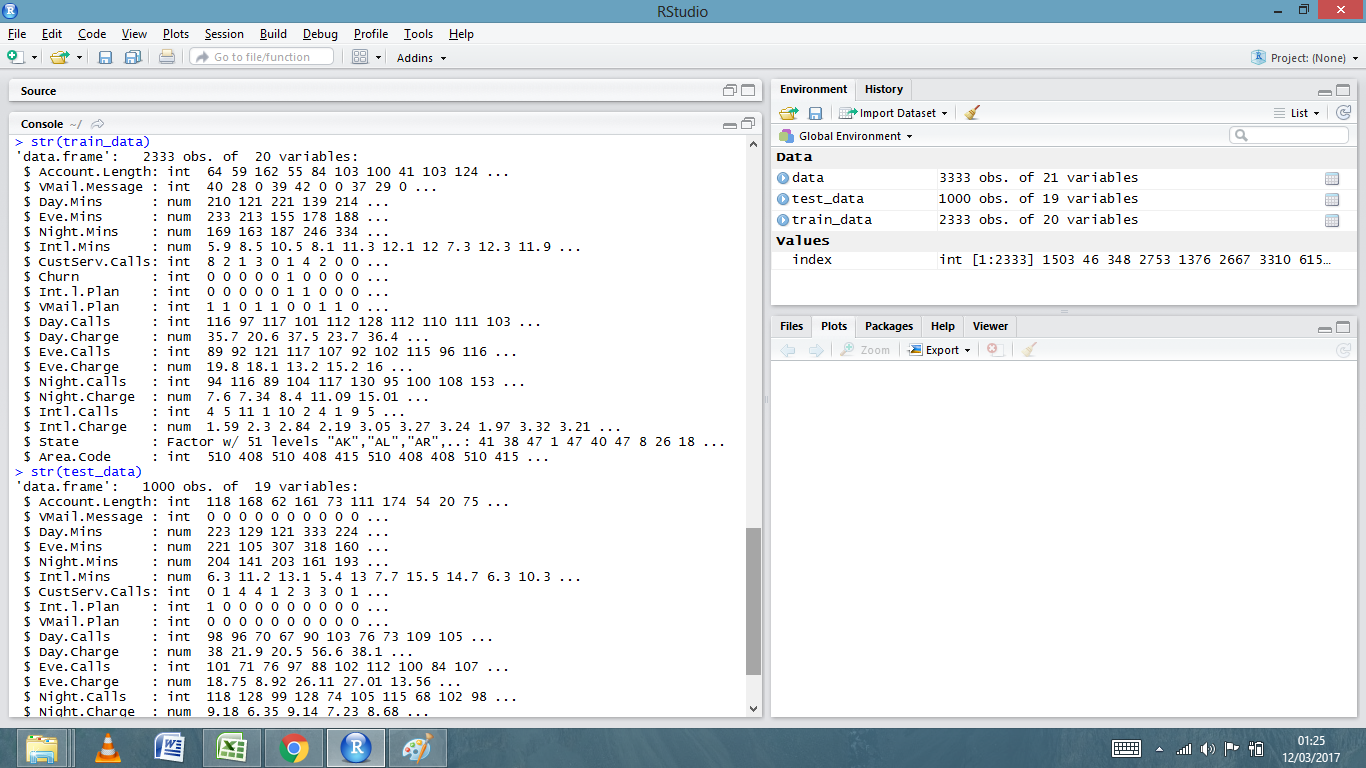 RStudio
File Edit Code View Plots Session Build Debug Profile Tools Help
Go to file/function Addins Project: (None)
Source
Console ~/
> str(train_data)
'data.frame':   2333 obs. of  20 variables:
 $ Account.Length: int  64 59 162 55 84 103 100 41 103 124 ...
 $ VMail.Message : int  40 28 0 39 42 0 0 37 29 0 ...
 $ Day.Mins      : num  210 121 221 139 214 ...
 $ Eve.Mins      : num  233 213 155 178 188 ...
 $ Night.Mins    : num  169 163 187 246 334 ...
 $ Intl.Mins     : num  5.9 8.5 10.5 8.1 11.3 12.1 12 7.3 12.3 11.9 ...
 $ CustServ.Calls: int  8 2 1 3 0 1 4 2 0 0 ...
 $ Churn         : int  0 0 0 0 0 1 0 0 0 0 ...
 $ Int.l.Plan    : int  0 0 0 0 0 1 1 0 0 0 ...
 $ VMail.Plan    : int  1 1 0 1 1 0 0 1 1 0 ...
 $ Day.Calls     : int  116 97 117 101 112 128 112 110 111 103 ...
 $ Day.Charge    : num  35.7 20.6 37.5 23.7 36.4 ...
 $ Eve.Calls     : int  89 92 121 117 107 92 102 115 96 116 ...
 $ Eve.Charge    : num  19.8 18.1 13.2 15.2 16 ...
 $ Night.Calls   : int  94 116 89 104 117 130 95 100 108 153 ...
 $ Night.Charge  : num  7.6 7.34 8.4 11.09 15.01 ...
 $ Intl.Calls    : int  4 5 11 1 10 2 4 1 9 5 ...
 $ Intl.Charge   : num  1.59 2.3 2.84 2.19 3.05 3.27 3.24 1.97 3.32 3.21 ...
 $ State         : Factor w/ 51 levels "AK","AL","AR",..: 41 38 47 1 47 40 47 8 26 18 ...
 $ Area.Code     : int  510 408 510 408 415 510 408 408 510 415 ...
> str(test_data)
'data.frame':   1000 obs. of  19 variables:
 $ Account.Length: int  118 168 62 161 73 111 174 54 20 75 ...
 $ VMail.Message : int  0 0 0 0 0 0 0 0 0 0 ...
 $ Day.Mins      : num  223 129 121 333 224 ...
 $ Eve.Mins      : num  221 105 307 318 160 ...
 $ Night.Mins    : num  204 141 203 161 193 ...
 $ Intl.Mins     : num  6.3 11.2 13.1 5.4 13 7.7 15.5 14.7 6.3 10.3 ...
 $ CustServ.Calls: int  0 1 4 4 1 2 3 3 0 1 ...
 $ Int.l.Plan    : int  1 0 0 0 0 0 0 0 0 0 ...
 $ VMail.Plan    : int  0 0 0 0 0 0 0 0 0 0 ...
 $ Day.Calls     : int  98 96 70 67 90 103 76 73 109 105 ...
 $ Day.Charge    : num  38 21.9 20.5 56.6 38.1 ...
 $ Eve.Calls     : int  101 71 76 97 88 102 112 100 84 107 ...
 $ Eve.Charge    : num  18.75 8.92 26.11 27.01 13.56 ...
 $ Night.Calls   : int  118 128 99 128 74 105 115 68 102 98 ...
 $ Night.Charge  : num  9.18 6.35 9.14 7.23 8.68 ...
Environment History
Import Dataset List
Global Environment
Data
data 3333 obs. of 21 variables
test_data 1000 obs. of 19 variables
train_data 2333 obs. of 20 variables
Values
index int [1:2333] 1503 46 348 2753 1376 2667 3310 615…
Files Plots Packages Help Viewer
Zoom Export
01:25
12/03/2017